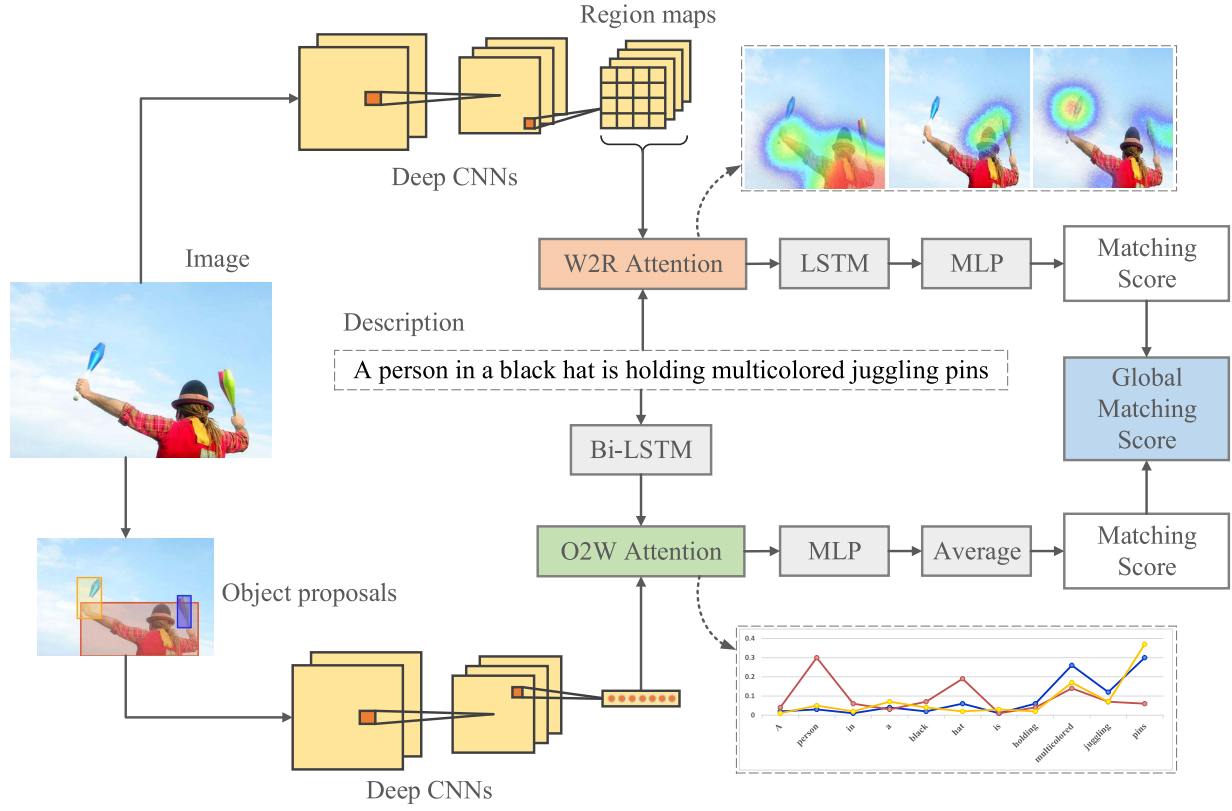 Region maps
Deep CNNs
Image
W2R Attention
LSTM
MLP
Matching
Score
Description
A person in a black hat is holding multicolored juggling pins
Global
Matching
Score
Bi-LSTM
O2W Attention
MLP
Average
Matching
Score
Object proposals
Deep CNNs
0.4
0.3
0.2
0.1
0
A person in a black hat is holding multicolored juggling pins